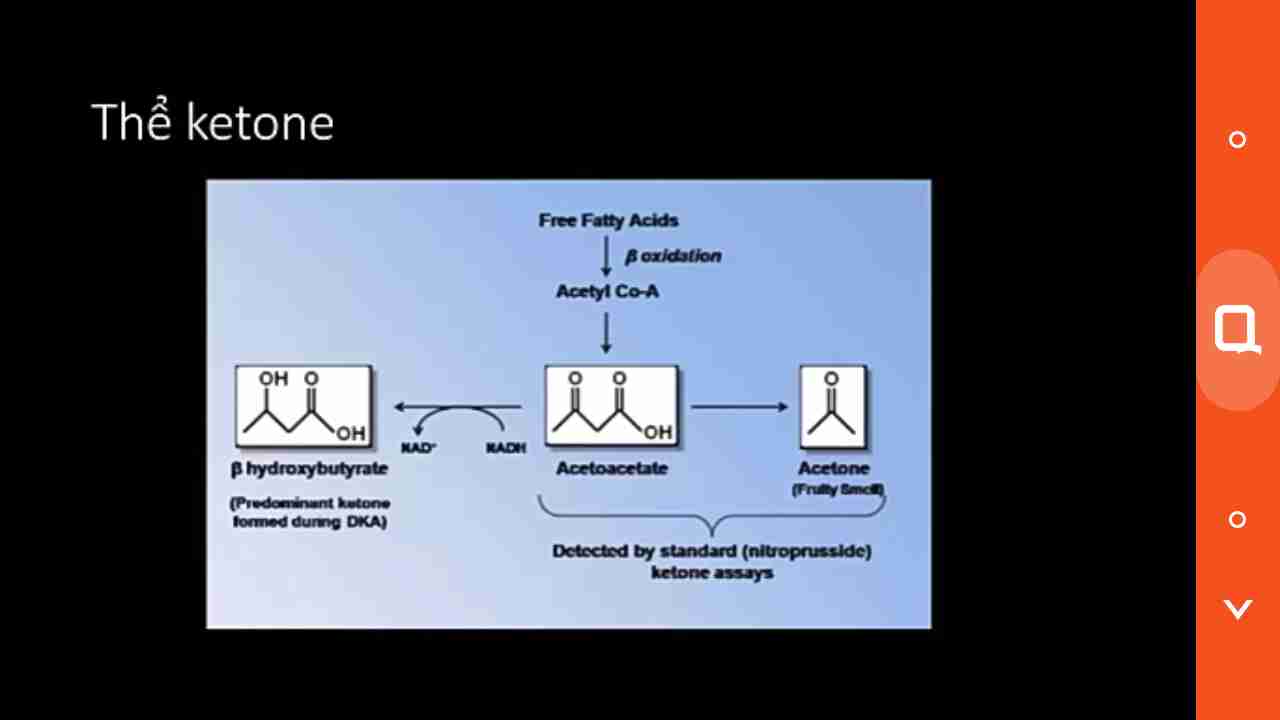 Thể ketone
Free Fatty Acids
β oxidation
Acetyl Co-A
OH O
OH
O O
OH
O
NAD⁺
NADH
β hydroxybutyrate
Acetoacetate
Acetone
(Predominant ketone
formed during DKA)
(Fruity Smell)
Detected by standard (nitroprusside)
ketone assays